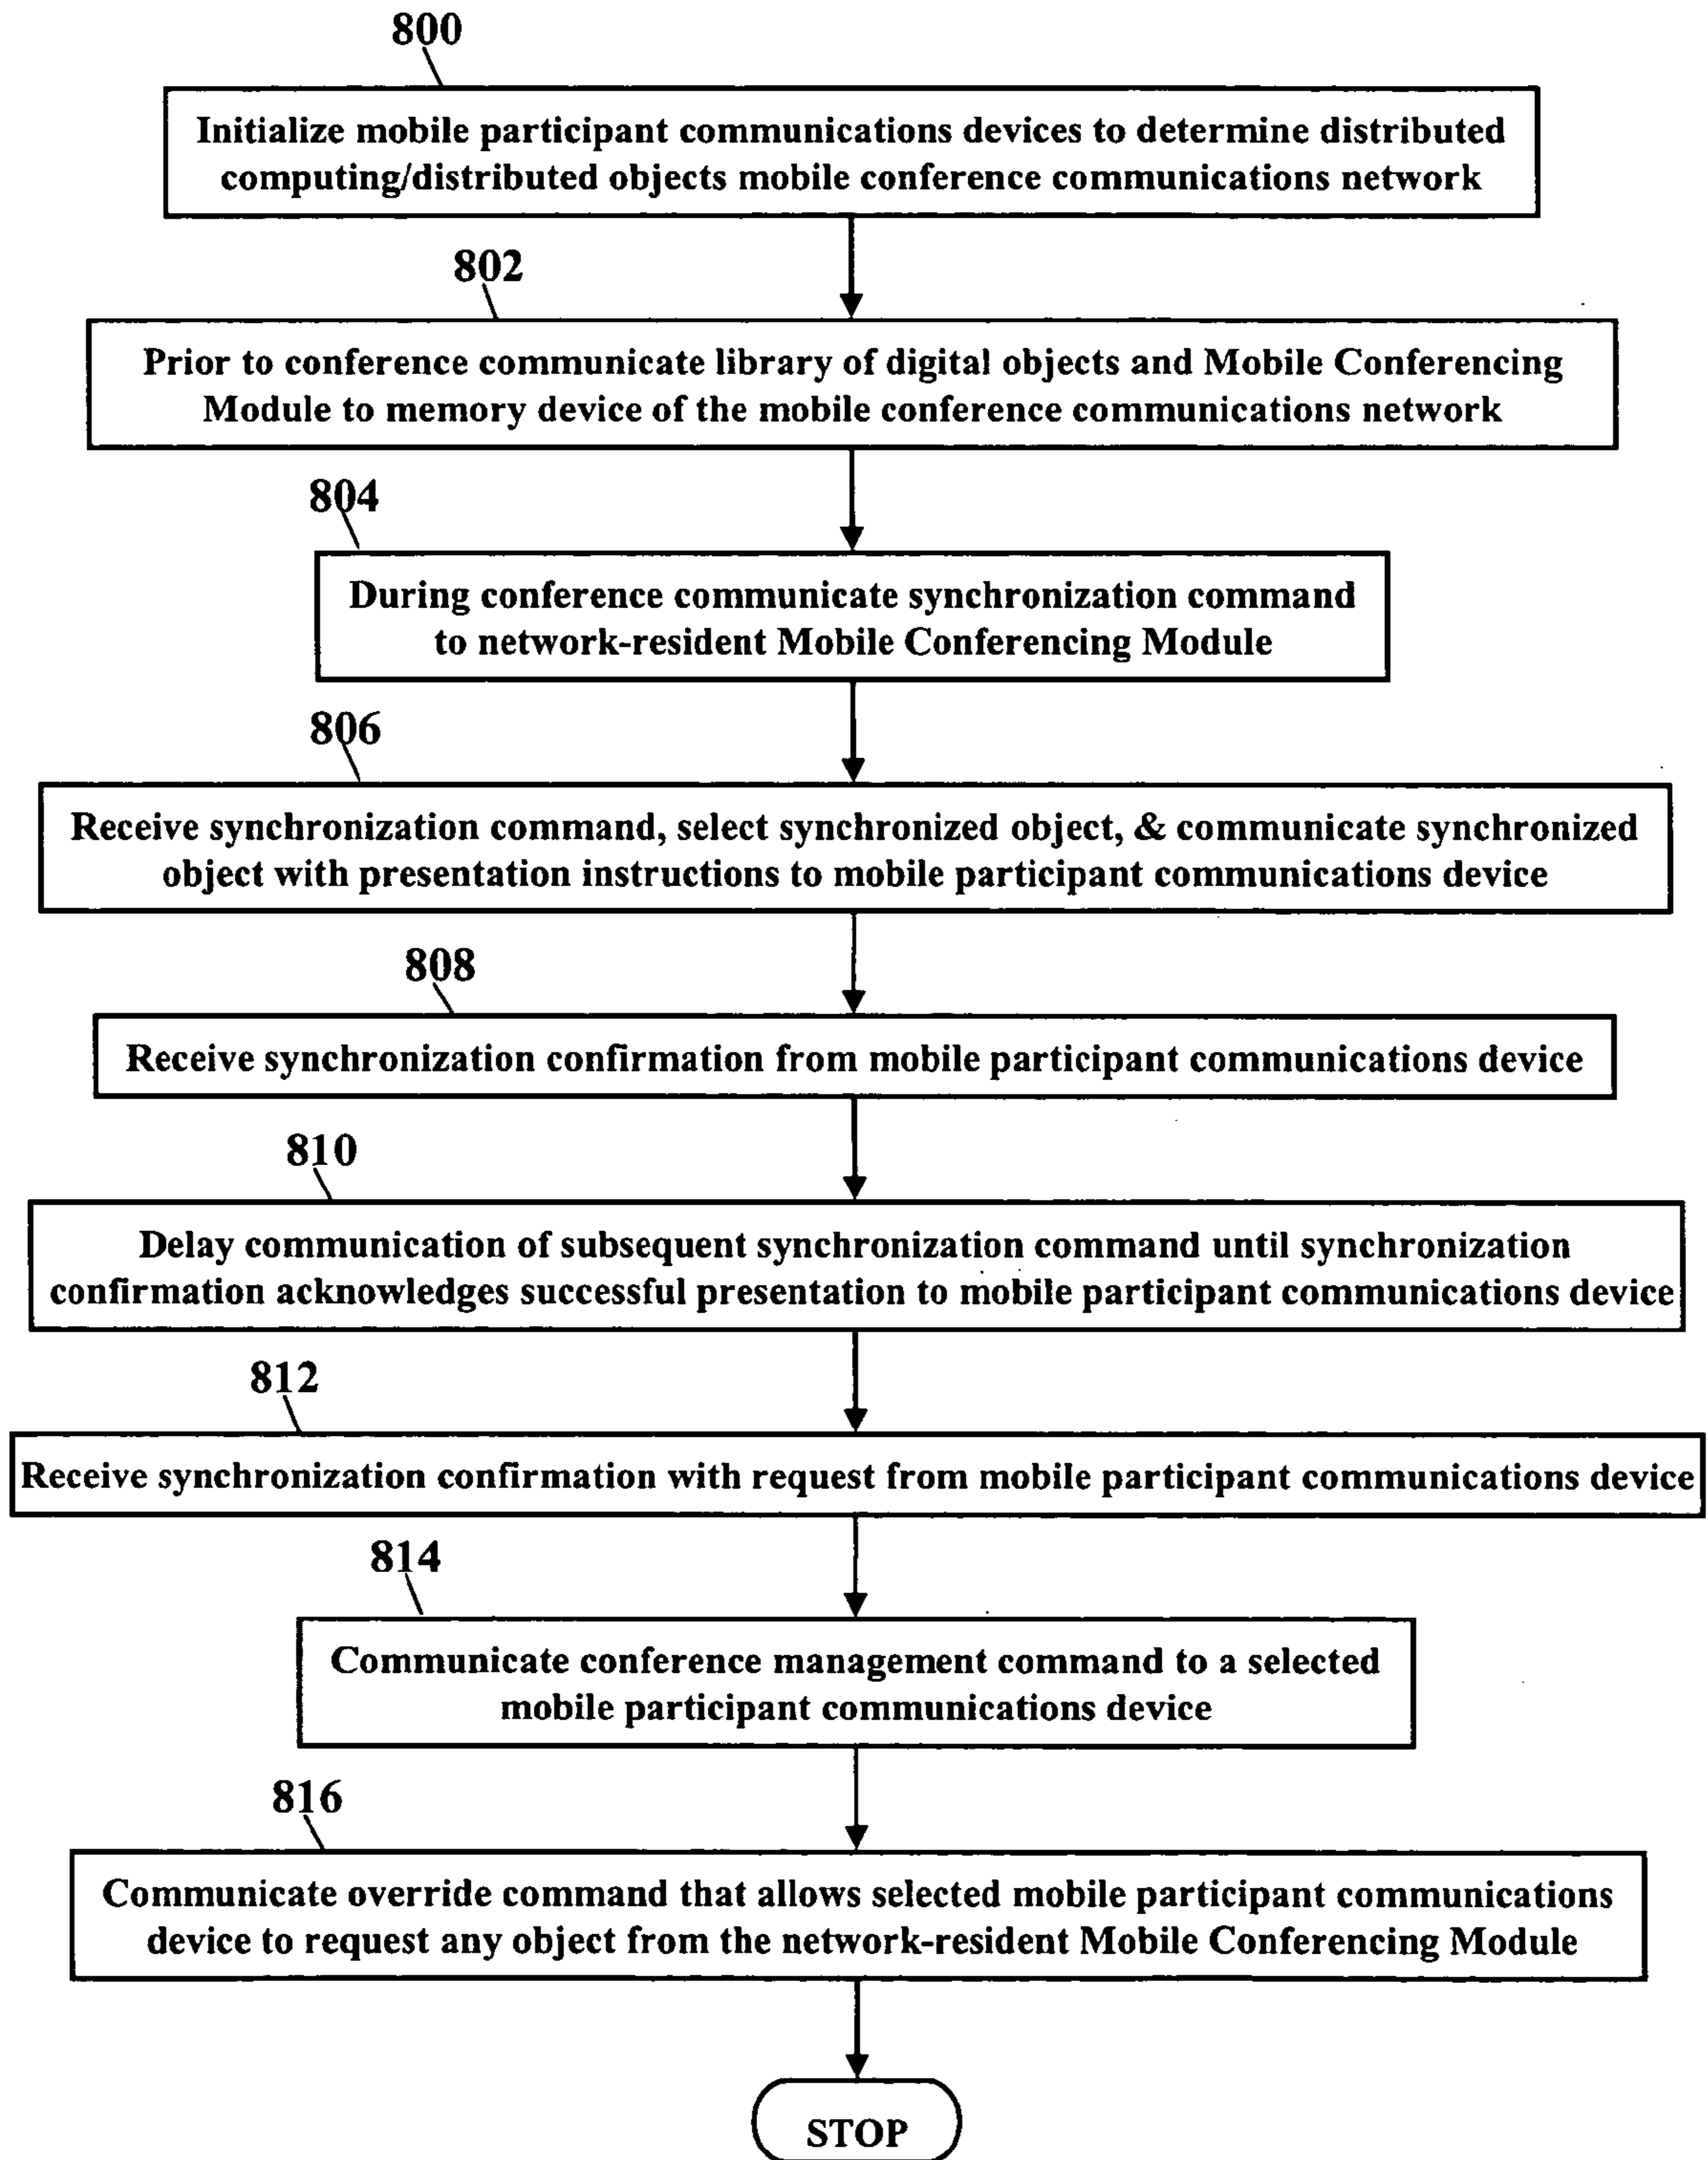 800
Initialize mobile participant communications devices to determine distributed
computing/distributed objects mobile conference communications network
802
Prior to conference communicate library of digital objects and Mobile Conferencing
Module to memory device of the mobile conference communications network
804
During conference communicate synchronization command
to network-resident Mobile Conferencing Module
806
Receive synchronization command, select synchronized object, & communicate synchronized
object with presentation instructions to mobile participant communications device
808
Receive synchronization confirmation from mobile participant communications device
810
Delay communication of subsequent synchronization command until synchronization
confirmation acknowledges successful presentation to mobile participant communications device
812
Receive synchronization confirmation with request from mobile participant communications device
814
Communicate conference management command to a selected
mobile participant communications device
816
Communicate override command that allows selected mobile participant communications
device to request any object from the network-resident Mobile Conferencing Module
STOP